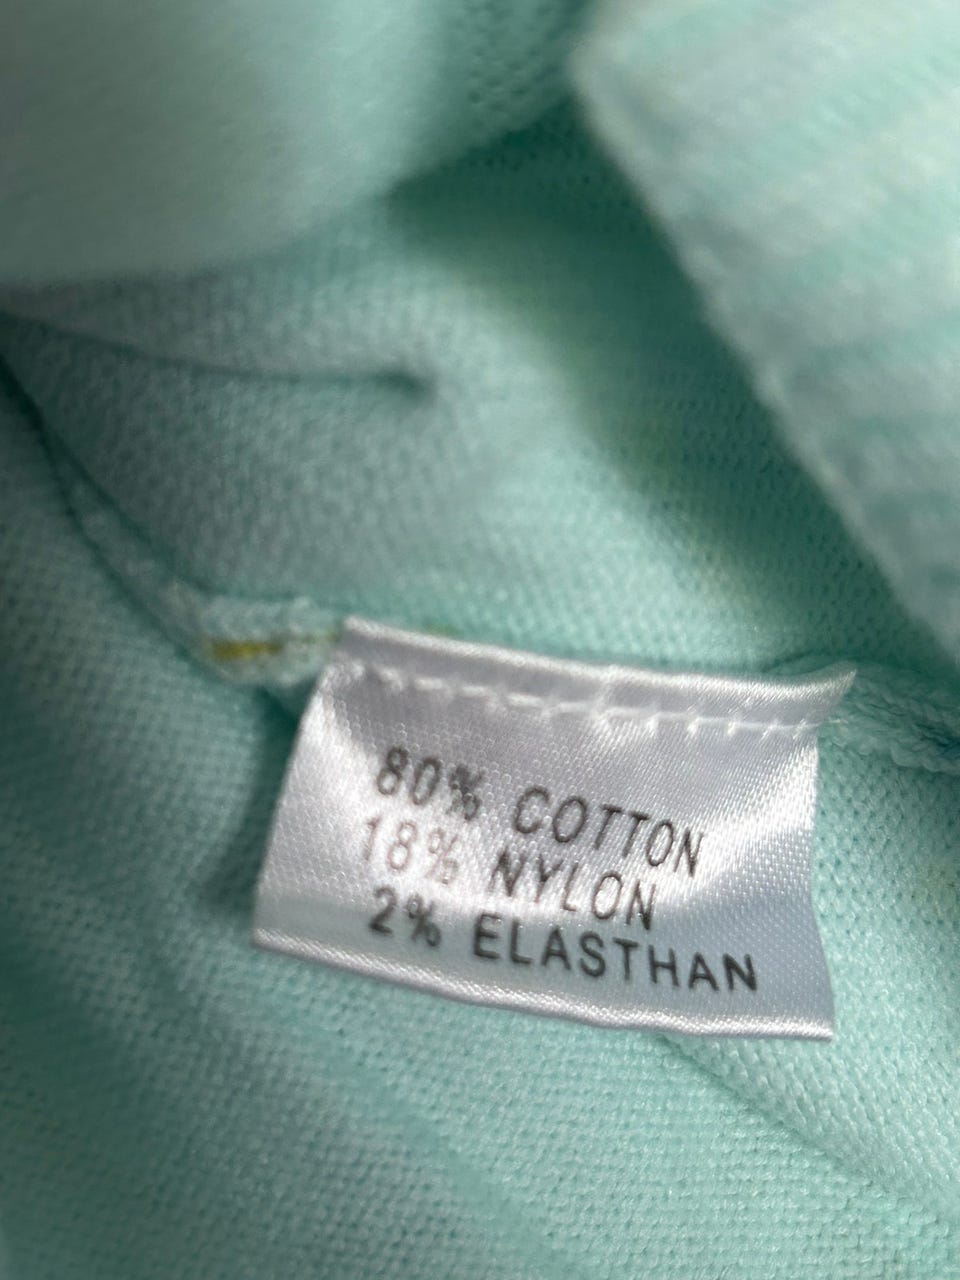 80% COTTON
18% NYLON
2% ELASTHAN